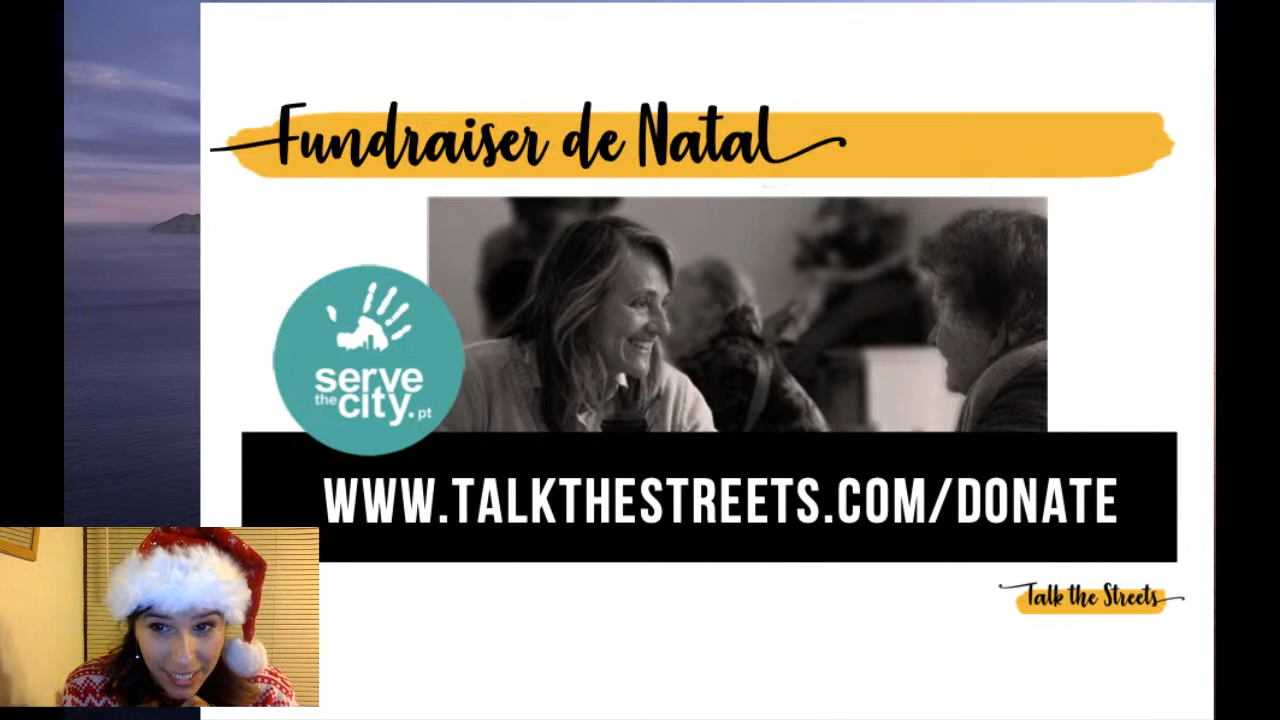 Fundraiser de Natal
serve
the city.pt
WWW.TALKTHESTREETS.COM/DONATE
Talk the Streets